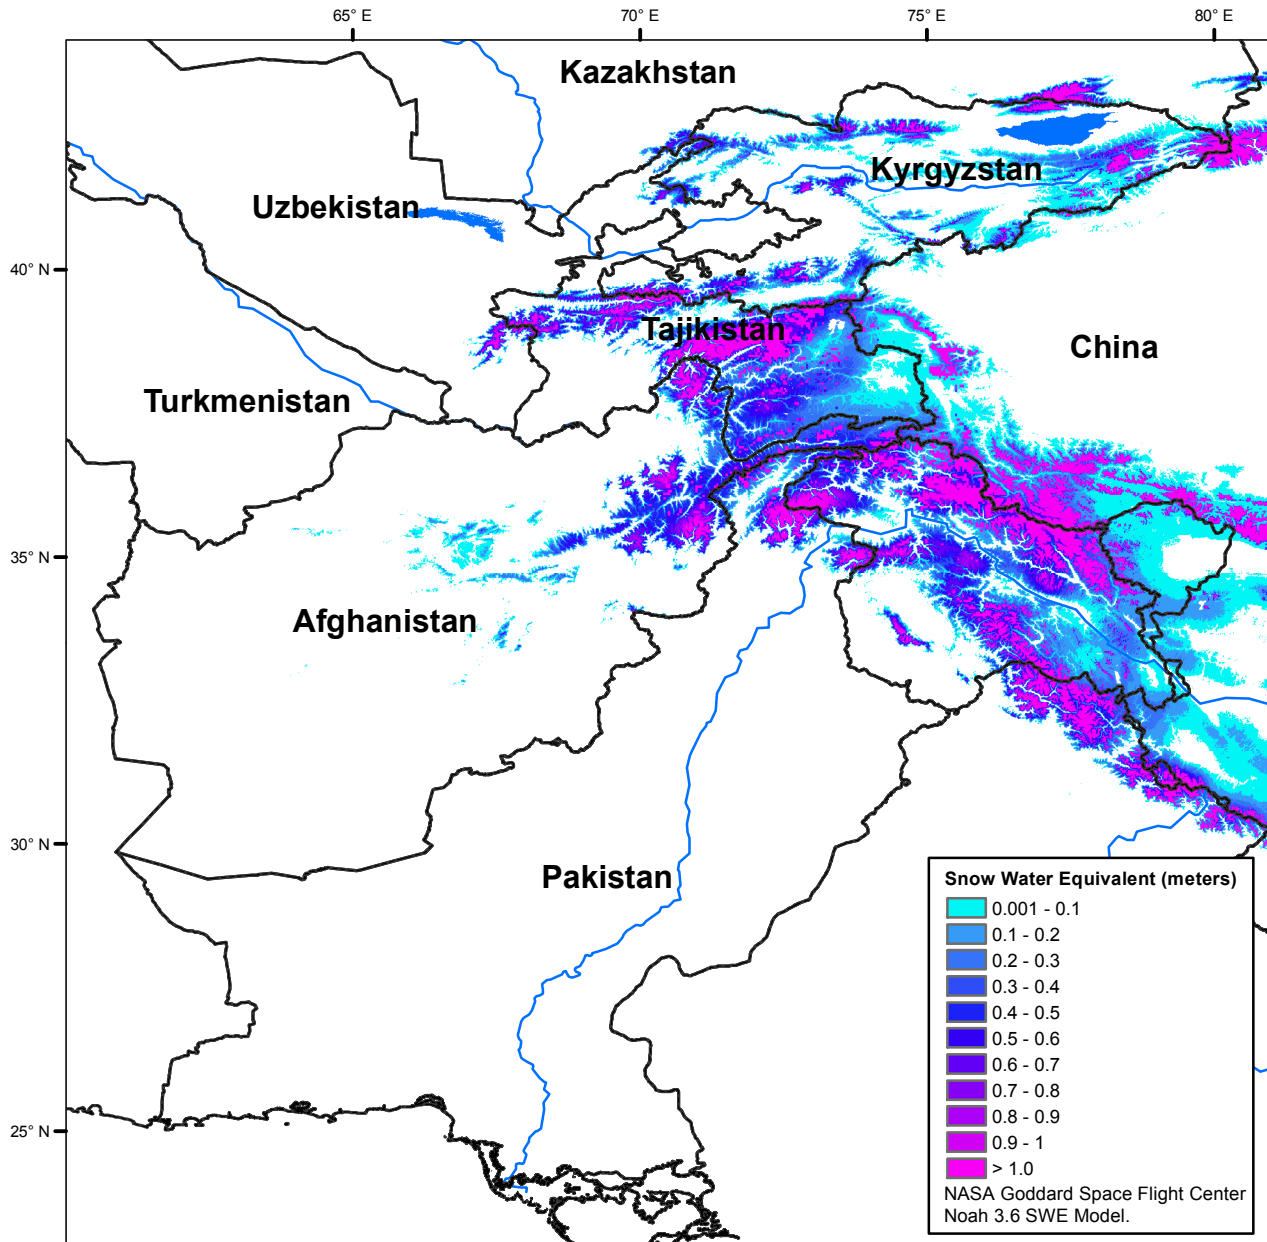 65° E
70° E
75° E
80° E
Kazakhstan
Kyrgyzstan
Uzbekistan
40° N
Tajikistan
China
Turkmenistan
35° N
Afghanistan
30° N
Pakistan
25° N
Snow Water Equivalent (meters)
0.001 - 0.1
0.1 - 0.2
0.2 - 0.3
0.3 - 0.4
0.4 - 0.5
0.5 - 0.6
0.6 - 0.7
0.7 - 0.8
0.8 - 0.9
0.9 - 1
> 1.0
NASA Goddard Space Flight Center
Noah 3.6 SWE Model.